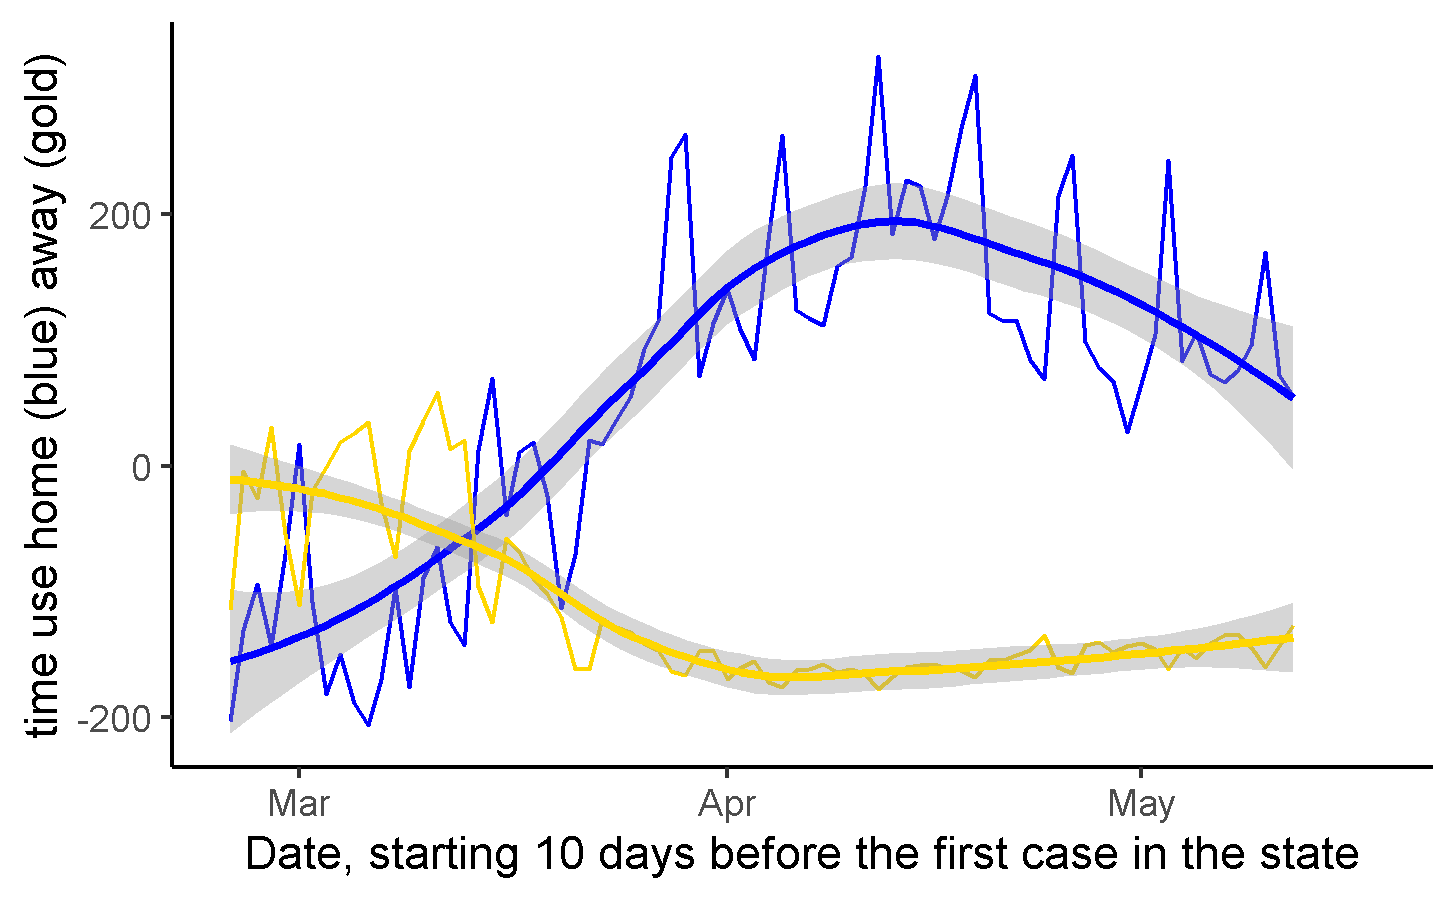 time use home (blue) away (gold)
200
0
-200
Mar
Apr
May
Date, starting 10 days before the first case in the state